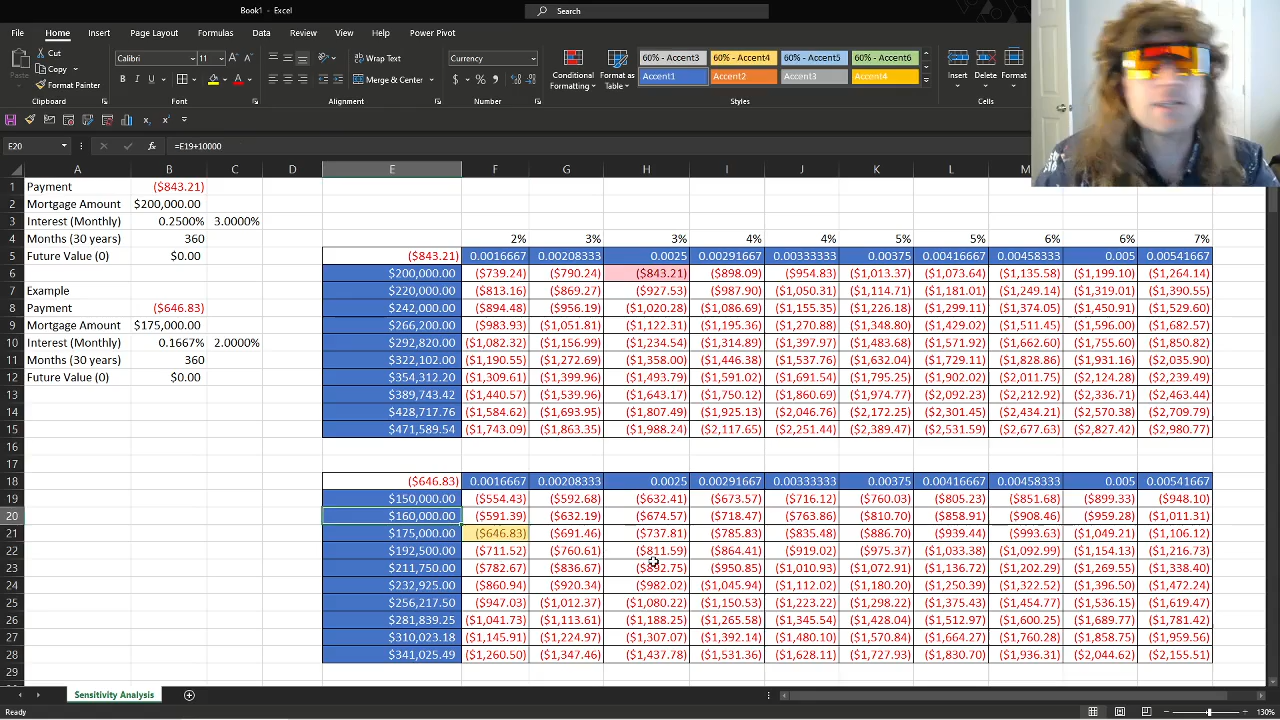 Book1 - Excel
Search
File Home Insert Page Layout Formulas Data Review View Help Power Pivot
Paste
Cut
Copy
Format Painter
Clipboard
Calibri 11
B I U
Font
Wrap Text
Merge & Center
Alignment
Currency
$ % 9
Number
Conditional Formatting
Format as Table
60% - Accent3 60% - Accent4 60% - Accent5 60% - Accent6
Accent1 Accent2 Accent3 Accent4
Styles
Insert Delete Format
Cells
E20 fx =E19+10000
A B C D E F G H I J K L M
1 Payment ($843.21)
2 Mortgage Amount $200,000.00
3 Interest (Monthly) 0.2500% 3.0000%
4 Months (30 years) 360 2% 3% 3% 4% 4% 5% 5% 6% 6% 7%
5 Future Value (0) $0.00 ($843.21) 0.0016667 0.00208333 0.0025 0.00291667 0.00333333 0.00375 0.00416667 0.00458333 0.005 0.00541667
6 $200,000.00 ($739.24) ($790.24) ($843.21) ($898.09) ($954.83) ($1,013.37) ($1,073.64) ($1,135.58) ($1,199.10) ($1,264.14)
7 Example $220,000.00 ($813.16) ($869.27) ($927.53) ($987.90) ($1,050.31) ($1,114.71) ($1,181.01) ($1,249.14) ($1,319.01) ($1,390.55)
8 Payment ($646.83) $242,000.00 ($894.48) ($956.19) ($1,020.28) ($1,086.69) ($1,155.35) ($1,226.18) ($1,299.11) ($1,374.05) ($1,450.91) ($1,529.60)
9 Mortgage Amount $175,000.00 $266,200.00 ($983.93) ($1,051.81) ($1,122.31) ($1,195.36) ($1,270.88) ($1,348.80) ($1,429.02) ($1,511.45) ($1,596.00) ($1,682.57)
10 Interest (Monthly) 0.1667% 2.0000% $292,820.00 ($1,082.32) ($1,156.99) ($1,234.54) ($1,314.89) ($1,397.97) ($1,483.68) ($1,571.92) ($1,662.60) ($1,755.60) ($1,850.82)
11 Months (30 years) 360 $322,102.00 ($1,190.55) ($1,272.69) ($1,358.00) ($1,446.38) ($1,537.76) ($1,632.04) ($1,729.11) ($1,828.86) ($1,931.16) ($2,035.90)
12 Future Value (0) $0.00 $354,312.20 ($1,309.61) ($1,399.96) ($1,493.79) ($1,591.02) ($1,691.54) ($1,795.25) ($1,902.02) ($2,011.75) ($2,124.28) ($2,239.49)
13 $389,743.42 ($1,440.57) ($1,539.96) ($1,643.17) ($1,750.12) ($1,860.69) ($1,974.77) ($2,092.23) ($2,212.92) ($2,336.71) ($2,463.44)
14 $428,717.76 ($1,584.62) ($1,693.95) ($1,807.49) ($1,925.13) ($2,046.76) ($2,172.25) ($2,301.45) ($2,434.21) ($2,570.38) ($2,709.79)
15 $471,589.54 ($1,743.09) ($1,863.35) ($1,988.24) ($2,117.65) ($2,251.44) ($2,389.47) ($2,531.59) ($2,677.63) ($2,827.42) ($2,980.77)
16
17
18 ($646.83) 0.0016667 0.00208333 0.0025 0.00291667 0.00333333 0.00375 0.00416667 0.00458333 0.005 0.00541667
19 $150,000.00 ($554.43) ($592.68) ($632.41) ($673.57) ($716.12) ($760.03) ($805.23) ($851.68) ($899.33) ($948.10)
20 $160,000.00 ($591.39) ($632.19) ($674.57) ($718.47) ($763.86) ($810.70) ($858.91) ($908.46) ($959.28) ($1,011.31)
21 $175,000.00 ($646.83) ($691.46) ($737.81) ($785.83) ($835.48) ($886.70) ($939.44) ($993.63) ($1,049.21) ($1,106.12)
22 $192,500.00 ($711.52) ($760.61) ($811.59) ($864.41) ($919.02) ($975.37) ($1,033.38) ($1,092.99) ($1,154.13) ($1,216.73)
23 $211,750.00 ($782.67) ($836.67) ($950.85) ($1,010.93) ($1,072.91) ($1,136.72) ($1,202.29) ($1,269.55) ($1,338.40)
24 $232,925.00 ($860.94) ($920.34) ($982.02) ($1,045.94) ($1,112.02) ($1,180.20) ($1,250.39) ($1,322.52) ($1,396.50) ($1,472.24)
25 $256,217.50 ($947.03) ($1,012.37) ($1,080.22) ($1,150.53) ($1,223.22) ($1,298.22) ($1,375.43) ($1,454.77) ($1,536.15) ($1,619.47)
26 $281,839.25 ($1,041.73) ($1,113.61) ($1,188.25) ($1,265.58) ($1,345.54) ($1,428.04) ($1,512.97) ($1,600.25) ($1,689.77) ($1,781.42)
27 $310,023.18 ($1,145.91) ($1,224.97) ($1,307.07) ($1,392.14) ($1,480.10) ($1,570.84) ($1,664.27) ($1,760.28) ($1,858.75) ($1,959.56)
28 $341,025.49 ($1,260.50) ($1,347.46) ($1,437.78) ($1,531.36) ($1,628.11) ($1,727.93) ($1,830.70) ($1,936.31) ($2,044.62) ($2,155.51)
29
Sensitivity Analysis
Ready
130%